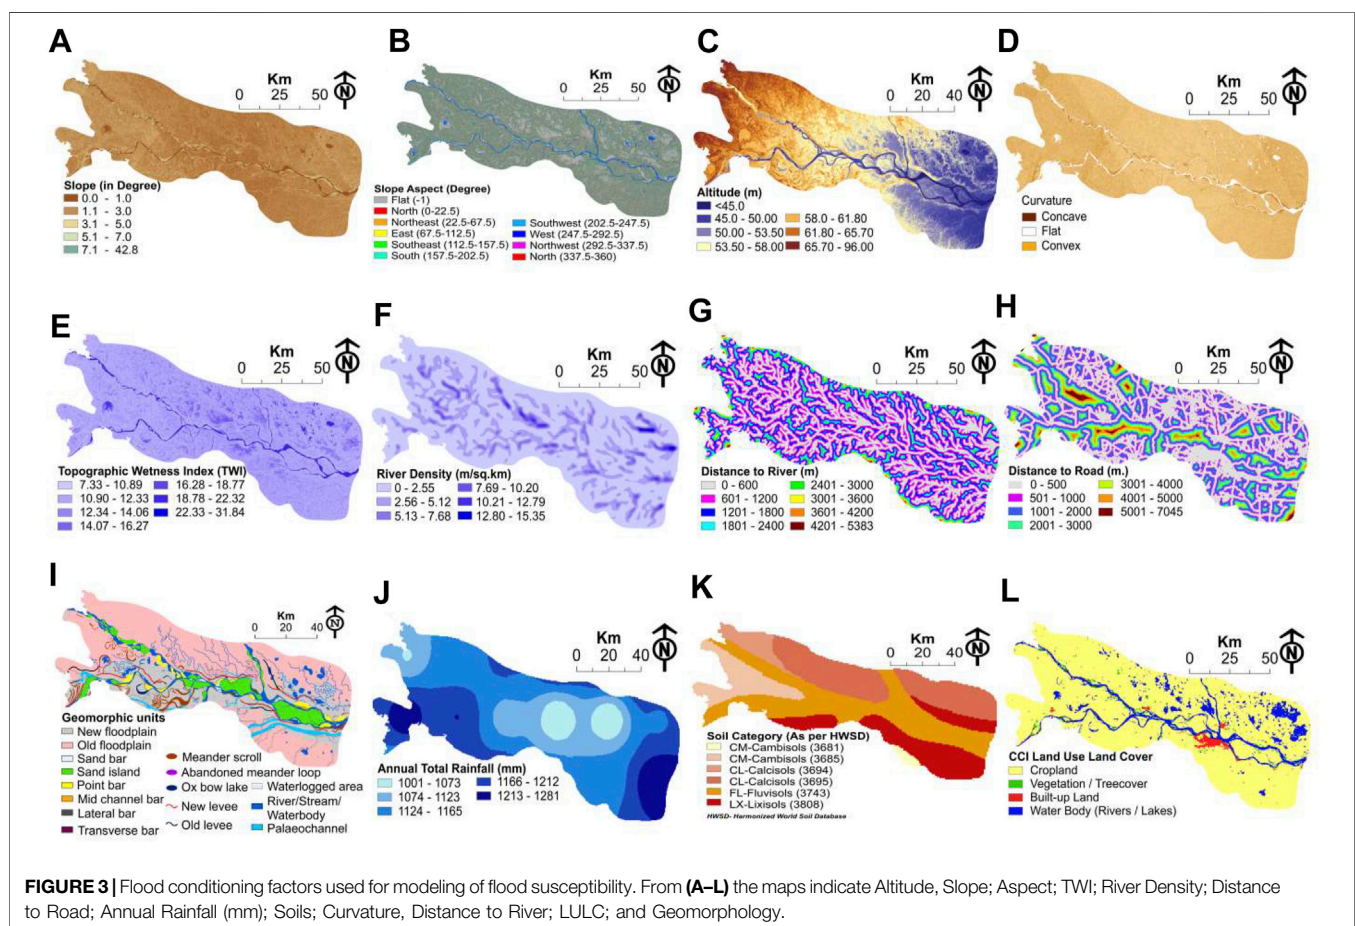 A
Km
0 50
N
Slope (in Degree)
0.0 - 1.0
1.1 - 3.0
3.1 - 5.0
5.1 - 7.0
7.1 - 42.8
B
Km
0 50
N
Slope Aspect (Degree)
Flat (-1)
North (0-22.5)
Northeast (22.5-67.5)
East (67.5-112.5)
Southeast (112.5-157.5)
South (157.5-202.5)
Southwest (202.5-247.5)
West (247.5-292.5)
Northwest (292.5-337.5)
North (337.5-360)
C
Km
0 20 40
N
Altitude (m)
<45.0
45.0 - 50.00
50.00 - 53.50
53.50 - 58.00
58.0 - 61.80
61.80 - 65.70
65.70 - 96.00
D
Km
0 50
N
Curvature
Concave
Flat
Convex
E
Km
0 50
N
Topographic Wetness Index (TWI)
7.33 - 10.89
10.90 - 12.33
12.34 - 14.06
14.07 - 16.27
16.28 - 18.77
18.78 - 22.32
22.33 - 31.84
F
Km
0 50
N
River Density (m/sq.km)
0 - 2.55
2.56 - 5.12
5.13 - 7.68
7.69 - 10.20
10.21 - 12.79
12.80 - 15.35
G
Km
0 50
N
Distance to River (m)
0 - 600
601 - 1200
1201 - 1800
1801 - 2400
2401 - 3000
3001 - 3600
3601 - 4200
4201 - 5383
H
Km
0 50
N
Distance to Road (m.)
0 - 500
501 - 1000
1001 - 2000
2001 - 3000
3001 - 4000
4001 - 5000
5001 - 7045
I
Km
0 20 40
N
Geomorphic units
New floodplain
Old floodplain
Sand bar
Sand island
Point bar
Mid channel bar
Lateral bar
Transverse bar
Meander scroll
Abandoned meander loop
Ox bow lake
New levee
Old levee
Waterlogged area
River/Stream/
Waterbody
Palaeochannel
J
Km
0 20 40
N
Annual Total Rainfall (mm)
1001 - 1073
1074 - 1123
1124 - 1165
1166 - 1212
1213 - 1281
K
Km
0 20 40
N
Soil Category (As per HWSD)
CM-Cambisols (3681)
CM-Cambisols (3685)
CL-Calcisols (3694)
CL-Calcisols (3695)
FL-Fluvisols (3743)
LX-Lixisols (3808)
HWSD- Harmonized World Soil Database
L
Km
0 50
N
CCI Land Use Land Cover
Cropland
Vegetation / Treecover
Built-up Land
Water Body (Rivers / Lakes)
FIGURE 3 | Flood conditioning factors used for modeling of flood susceptibility. From (A–L) the maps indicate Altitude, Slope; Aspect; TWI; River Density; Distance
to Road; Annual Rainfall (mm); Soils; Curvature, Distance to River; LULC; and Geomorphology.